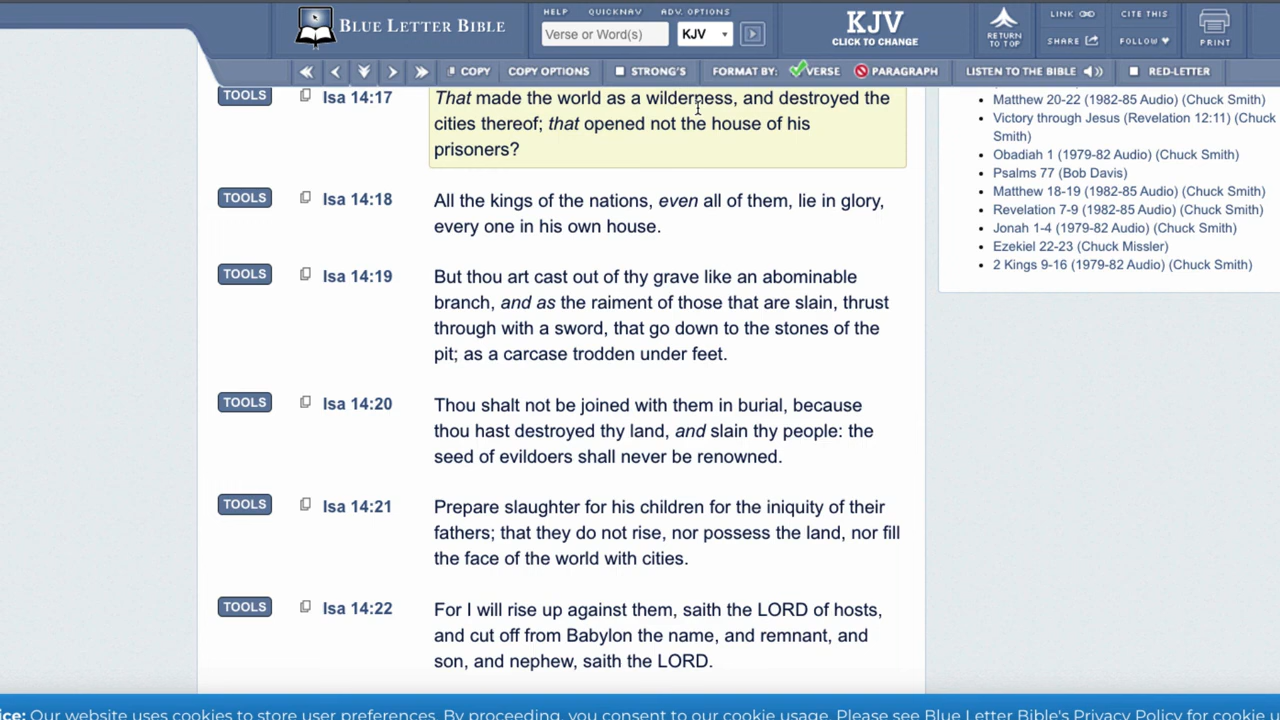 HELP QUICKNAV ADV. OPTIONS
BLUE LETTER BIBLE
Verse or Word(s)
KJV
KJV
CLICK TO CHANGE
RETURN
TO TOP
LINK
CITE THIS
SHARE
FOLLOW
PRINT
COPY COPY OPTIONS STRONG'S FORMAT BY: VERSE PARAGRAPH LISTEN TO THE BIBLE RED-LETTER
TOOLS Isa 14:17 That made the world as a wilderness, and destroyed the
cities thereof; that opened not the house of his
prisoners?
TOOLS Isa 14:18 All the kings of the nations, even all of them, lie in glory,
every one in his own house.
TOOLS Isa 14:19 But thou art cast out of thy grave like an abominable
branch, and as the raiment of those that are slain, thrust
through with a sword, that go down to the stones of the
pit; as a carcase trodden under feet.
TOOLS Isa 14:20 Thou shalt not be joined with them in burial, because
thou hast destroyed thy land, and slain thy people: the
seed of evildoers shall never be renowned.
TOOLS Isa 14:21 Prepare slaughter for his children for the iniquity of their
fathers; that they do not rise, nor possess the land, nor fill
the face of the world with cities.
TOOLS Isa 14:22 For I will rise up against them, saith the LORD of hosts,
and cut off from Babylon the name, and remnant, and
son, and nephew, saith the LORD.
Matthew 20-22 (1982-85 Audio) (Chuck Smith)
Victory through Jesus (Revelation 12:11) (Chuck
Smith)
Obadiah 1 (1979-82 Audio) (Chuck Smith)
Psalms 77 (Bob Davis)
Matthew 18-19 (1982-85 Audio) (Chuck Smith)
Revelation 7-9 (1982-85 Audio) (Chuck Smith)
Jonah 1-4 (1979-82 Audio) (Chuck Smith)
Ezekiel 22-23 (Chuck Missler)
2 Kings 9-16 (1979-82 Audio) (Chuck Smith)
ice: Our website uses cookies to store user preferences. By proceeding, you consent to our cookie usage. Please see Blue Letter Bible's Privacy Policy for cookie u